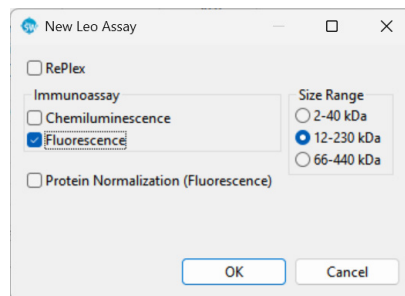 New Leo Assay
RePlex
Immunoassay
Chemiluminescence
Fluorescence
Size Range
2-40 kDa
12-230 kDa
66-440 kDa
Protein Normalization (Fluorescence)
OK
Cancel